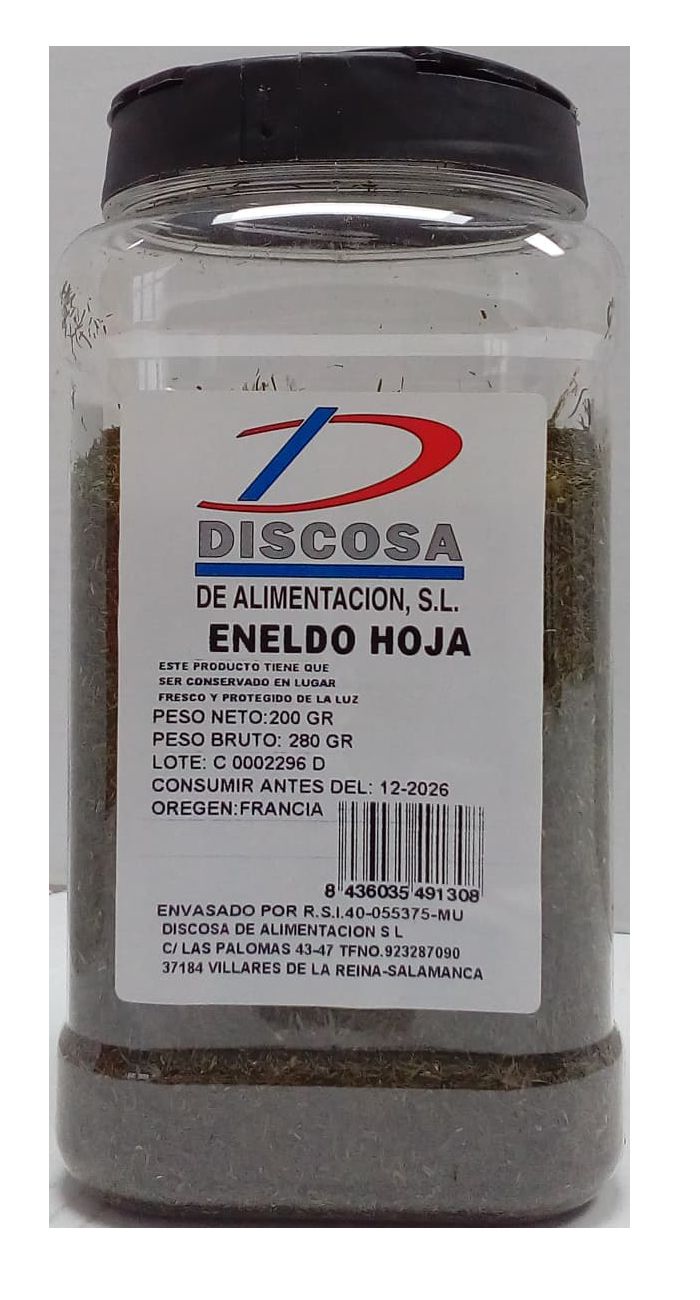 DISCOSA
DE ALIMENTACION, S.L.
ENELDO HOJA
ESTE PRODUCTO TIENE QUE
SER CONSERVADO EN LUGAR
FRESCO Y PROTEGIDO DE LA LUZ
PESO NETO:200 GR
PESO BRUTO: 280 GR
LOTE: C 0002296 D
CONSUMIR ANTES DEL: 12-2026
OREGEN:FRANCIA
8 436035 491308
ENVASADO POR R.S.I.40-055375-MU
DISCOSA DE ALIMENTACION S L
C/ LAS PALOMAS 43-47 TFNO.923287090
37184 VILLARES DE LA REINA-SALAMANCA